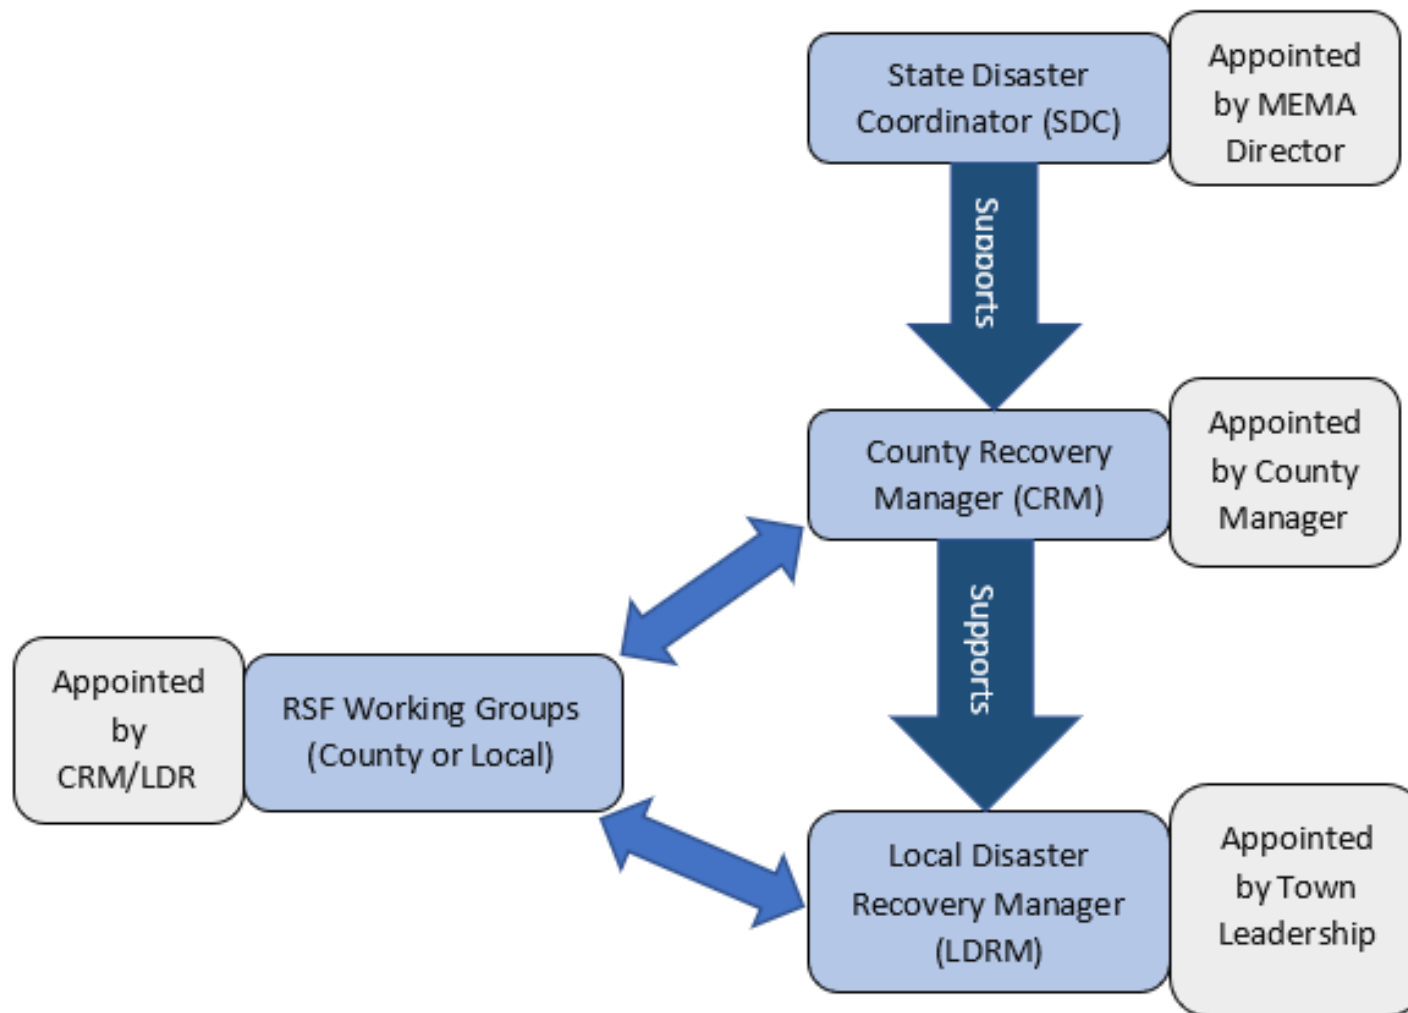 State Disaster
Coordinator (SDC)
Appointed
by MEMA
Director
Supports
County Recovery
Manager (CRM)
Appointed
by County
Manager
Supports
Appointed
by
CRM/LDR
RSF Working Groups
(County or Local)
Local Disaster
Recovery Manager
(LDRM)
Appointed
by Town
Leadership